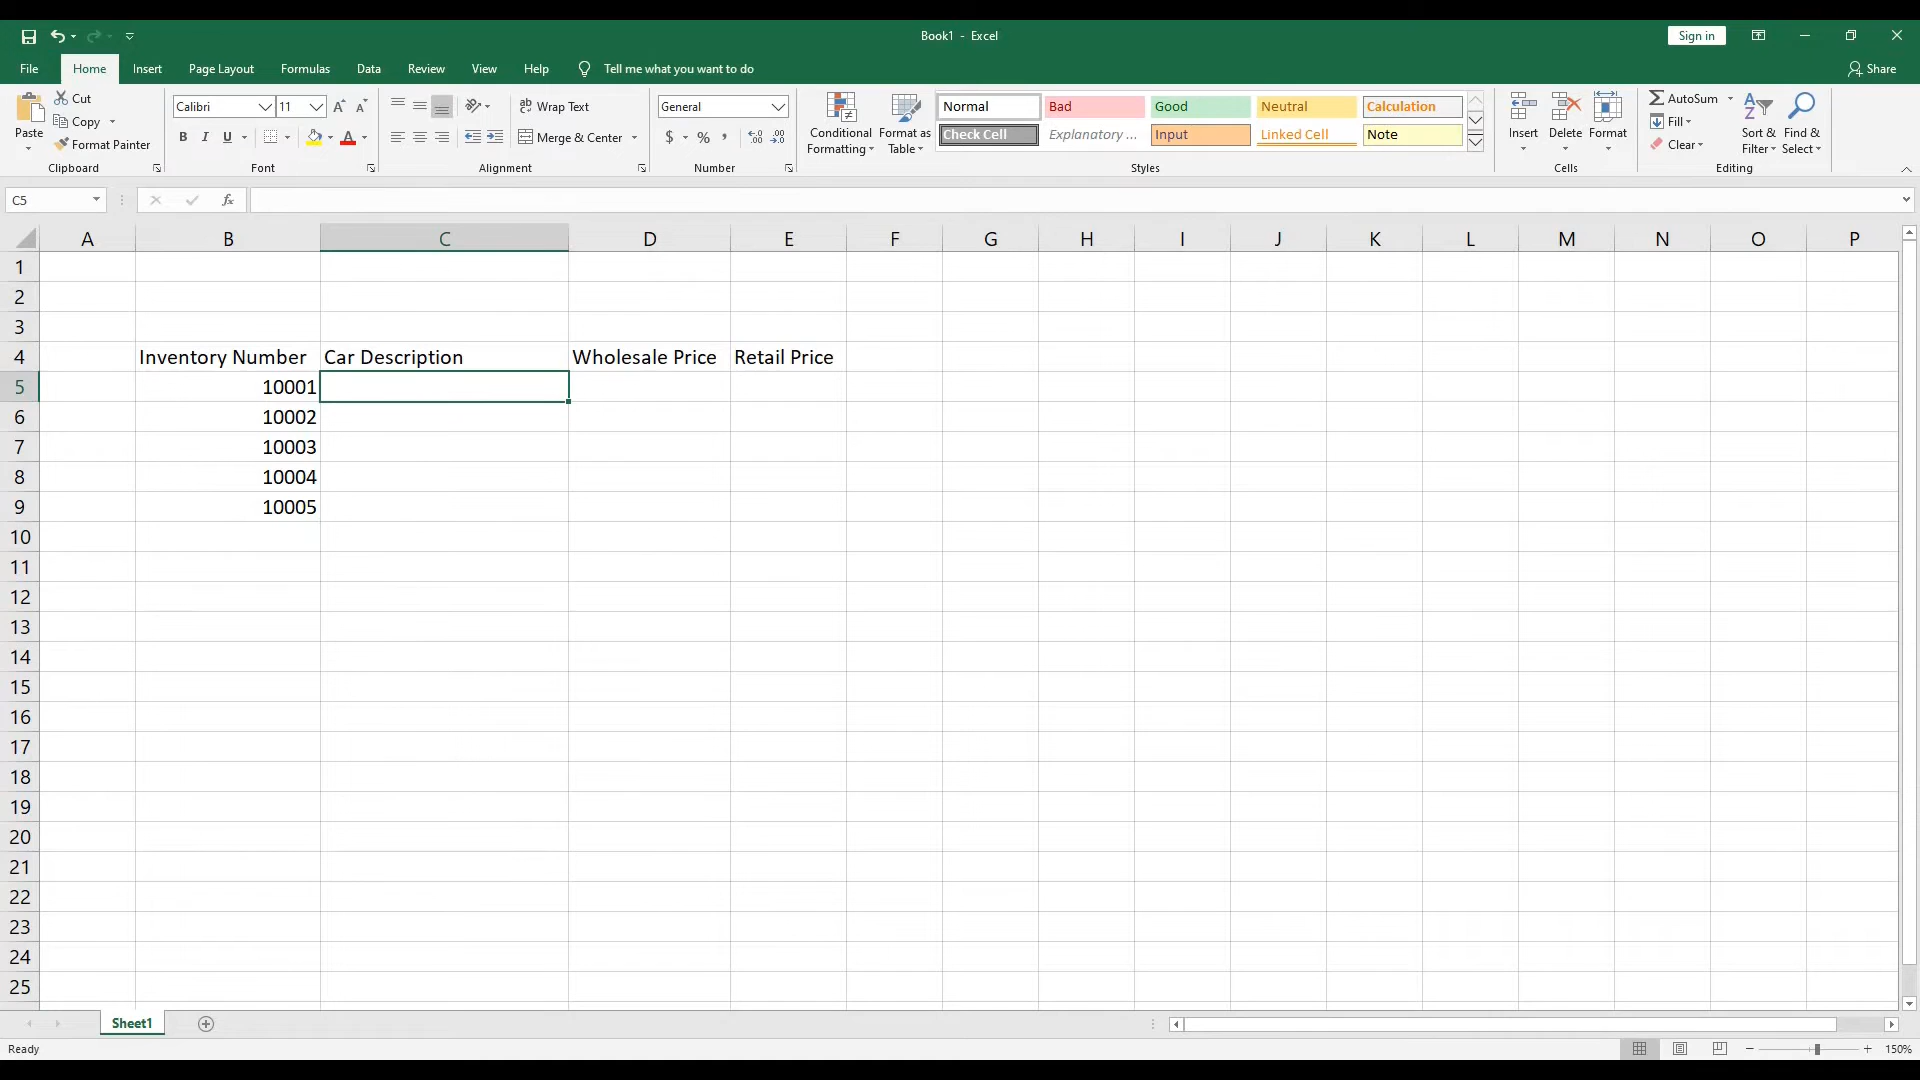 Book1 - Excel
Sign in
File Home Insert Page Layout Formulas Data Review View Help Tell me what you want to do Share
Paste
Cut
Copy
Format Painter
Clipboard
Calibri 11
B I U
Font
Wrap Text
Merge & Center
Alignment
General
$ % ,
Number
Conditional Formatting
Format as Table
Normal Bad Good Neutral Calculation
Check Cell Explanatory ... Input Linked Cell Note
Styles
Insert Delete Format
Cells
AutoSum
Fill
Clear
Sort & Filter
Find & Select
Editing
C5 fx
A B C D E F G H I J K L M N O P
1
2
3
4 Inventory Number Car Description Wholesale Price Retail Price
5 10001
6 10002
7 10003
8 10004
9 10005
10
11
12
13
14
15
16
17
18
19
20
21
22
23
24
25
Sheet1
Ready 150%